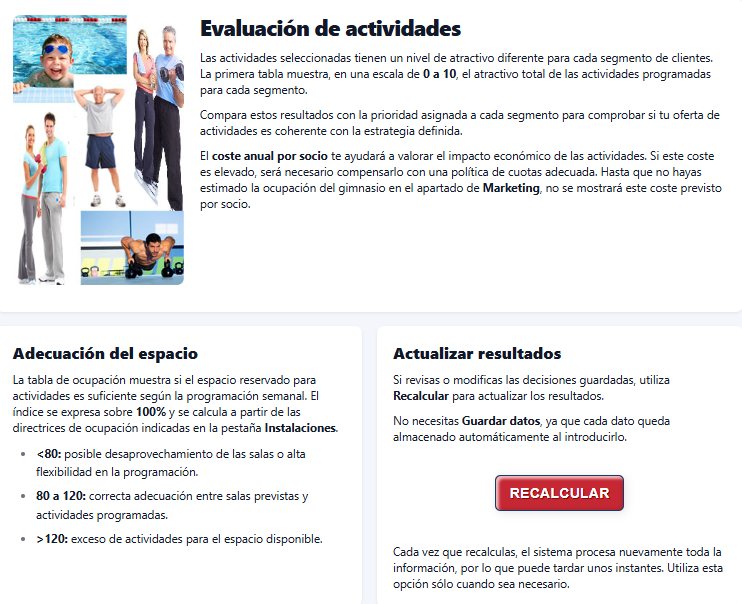 Evaluación de actividades
Las actividades seleccionadas tienen un nivel de atractivo diferente para cada segmento de clientes.
La primera tabla muestra, en una escala de 0 a 10, el atractivo total de las actividades programadas
para cada segmento.
Compara estos resultados con la prioridad asignada a cada segmento para comprobar si tu oferta de
actividades es coherente con la estrategia definida.
El coste anual por socio te ayudará a valorar el impacto económico de las actividades. Si este coste
es elevado, será necesario compensarlo con una política de cuotas adecuada. Hasta que no hayas
estimado la ocupación del gimnasio en el apartado de Marketing, no se mostrará este coste previsto
por socio.
Adecuación del espacio
La tabla de ocupación muestra si el espacio reservado para
actividades es suficiente según la programación semanal. El
índice se expresa sobre 100% y se calcula a partir de las
directrices de ocupación indicadas en la pestaña Instalaciones.
<80: posible desaprovechamiento de las salas o alta
flexibilidad en la programación.
80 a 120: correcta adecuación entre salas previstas y
actividades programadas.
>120: exceso de actividades para el espacio disponible.
Actualizar resultados
Si revisas o modificas las decisiones guardadas, utiliza
Recalcular para actualizar los resultados.
No necesitas Guardar datos, ya que cada dato queda
almacenado automáticamente al introducirlo.
RECALCULAR
Cada vez que recalculas, el sistema procesa nuevamente toda la
información, por lo que puede tardar unos instantes. Utiliza esta
opción sólo cuando sea necesario.